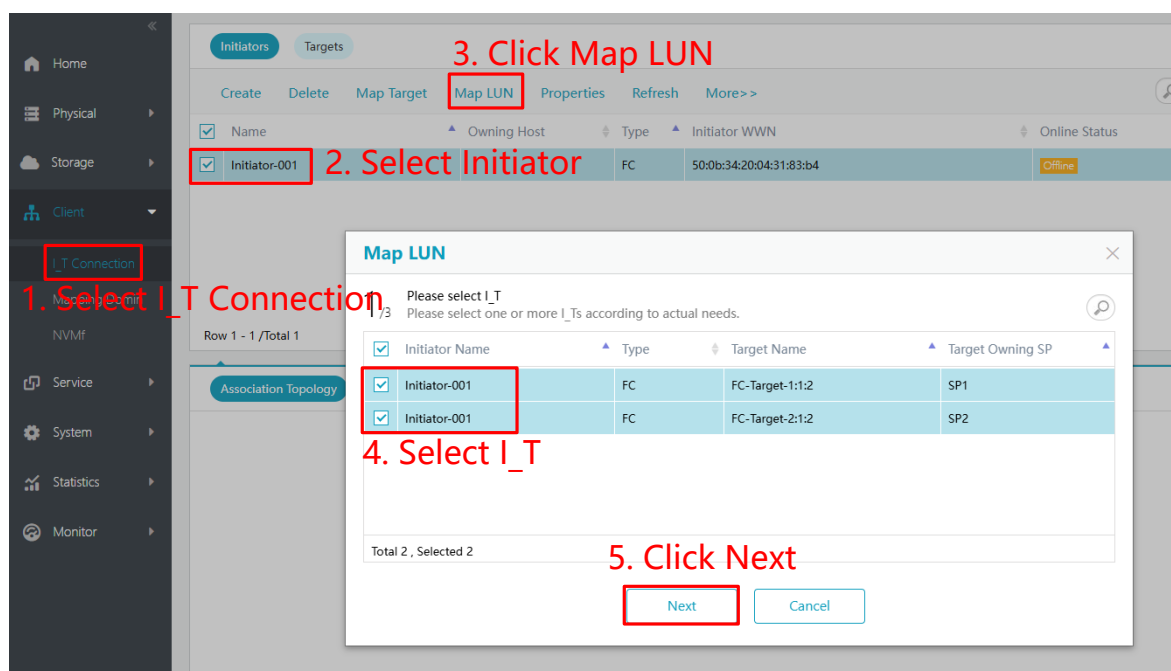 Initiators Targets
3. Click Map LUN
Home
Create Delete Map Target Map LUN Properties Refresh More>>
Physical
Name Owning Host Type Initiator WWN Online Status
Storage
Initiator-001 FC 50:0b:34:20:04:31:83:b4 Offline
2. Select Initiator
Client
I_T Connection
1. Select I_T Connection
Mapping Domin
NVMf
Row 1 - 1 /Total 1
Service
Association Topology
System
Statistics
Monitor
Map LUN
1/3 Please select I_T
Please select one or more I_Ts according to actual needs.
Initiator Name Type Target Name Target Owning SP
Initiator-001 FC FC-Target-1:1:2 SP1
Initiator-001 FC FC-Target-2:1:2 SP2
4. Select I_T
Total 2 , Selected 2
5. Click Next
Next Cancel